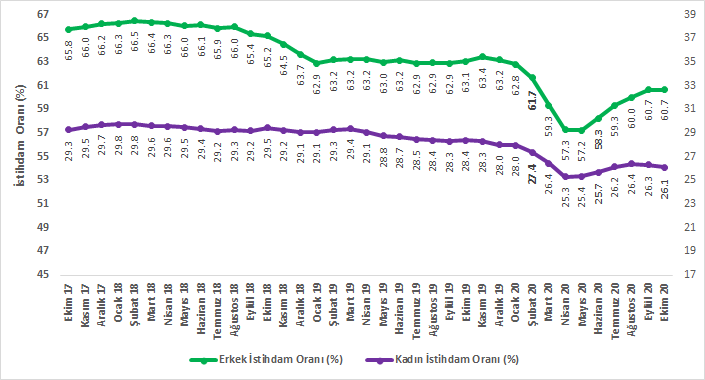 67
65
63
61
59
57
55
53
51
49
47
45
İstihdam Oranı (%)
39
37
35
33
31
29
27
25
23
21
19
17
65.8 66.0 66.2 66.3 66.5 66.4 66.3 66.0 66.1 65.9 66.0 65.4 65.2 64.5 63.7 62.9 63.2 63.2 63.2 63.0 63.2 62.9 62.9 62.9 63.1 63.4 63.2 62.8 61.7 59.3 57.3 57.2 58.3 59.3 60.0 60.7 60.7
29.3 29.5 29.7 29.8 29.8 29.6 29.6 29.5 29.4 29.2 29.3 29.2 29.5 29.2 29.1 29.1 29.3 29.4 29.1 28.8 28.7 28.5 28.4 28.3 28.4 28.3 28.0 28.0 27.4 26.4 25.3 25.4 25.7 26.2 26.4 26.3 26.1
Ekim 17
Kasım 17
Aralık 17
Ocak 18
Şubat 18
Mart 18
Nisan 18
Mayıs 18
Haziran 18
Temmuz 18
Ağustos 18
Eylül 18
Ekim 18
Kasım 18
Aralık 18
Ocak 19
Şubat 19
Mart 19
Nisan 19
Mayıs 19
Haziran 19
Temmuz 19
Ağustos 19
Eylül 19
Ekim 19
Kasım 19
Aralık 19
Ocak 20
Şubat 20
Mart 20
Nisan 20
Mayıs 20
Haziran 20
Temmuz 20
Ağustos 20
Eylül 20
Ekim 20
Erkek İstihdam Oranı (%) Kadın İstihdam Oranı (%)